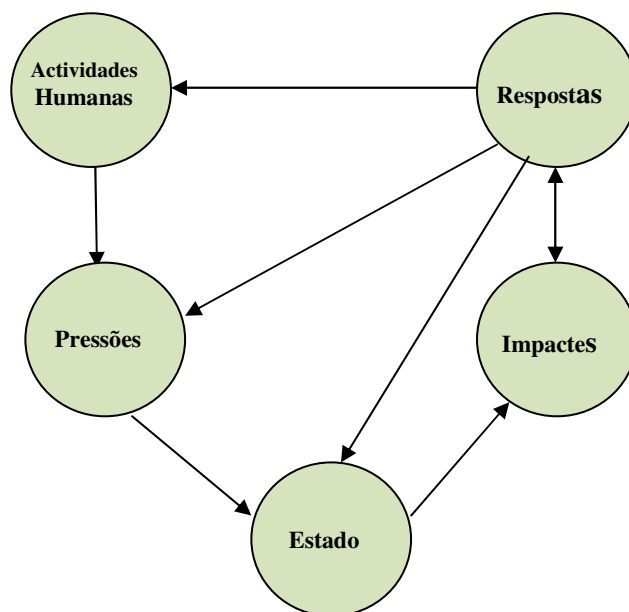 Actividades
Humanas
Respostas
Pressões
Impactes
Estado